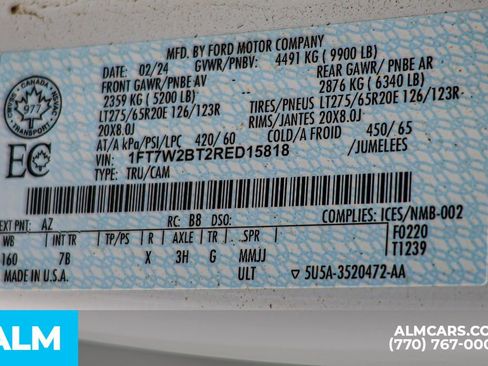 MFD. BY FORD MOTOR COMPANY
DATE: 02/24 GVWR/PNBV: 4491 KG (9900 LB)
FRONT GAWR/PNBE AV REAR GAWR/ PNBE AR
2359 KG (5200 LB) 2876 KG (6340 LB)
LT275/65R20E 126/123R TIRES/PNEUS LT275/65R20E 126/123R
20X8.0J RIMS/JANTES 20X8.0J
AT/A kPa/PSI/LPC 420/60 COLD/A FROID 450/65
VIN: 1FT7W2BT2RED15818 /JUMELEES
TYPE: TRU/CAM
CANADA
977
TRANSPORT
EC
EXT PNT: AZ RC: B8 DSO: COMPLIES: ICES/NMB-002
WB INT TR TP/PS R AXLE TR SPR F0220
160 7B X 3H G MMJJ T1239
MADE IN U.S.A. ULT 5U5A-3520472-AA
ALM
ALMCARS.CO
(770) 767-000